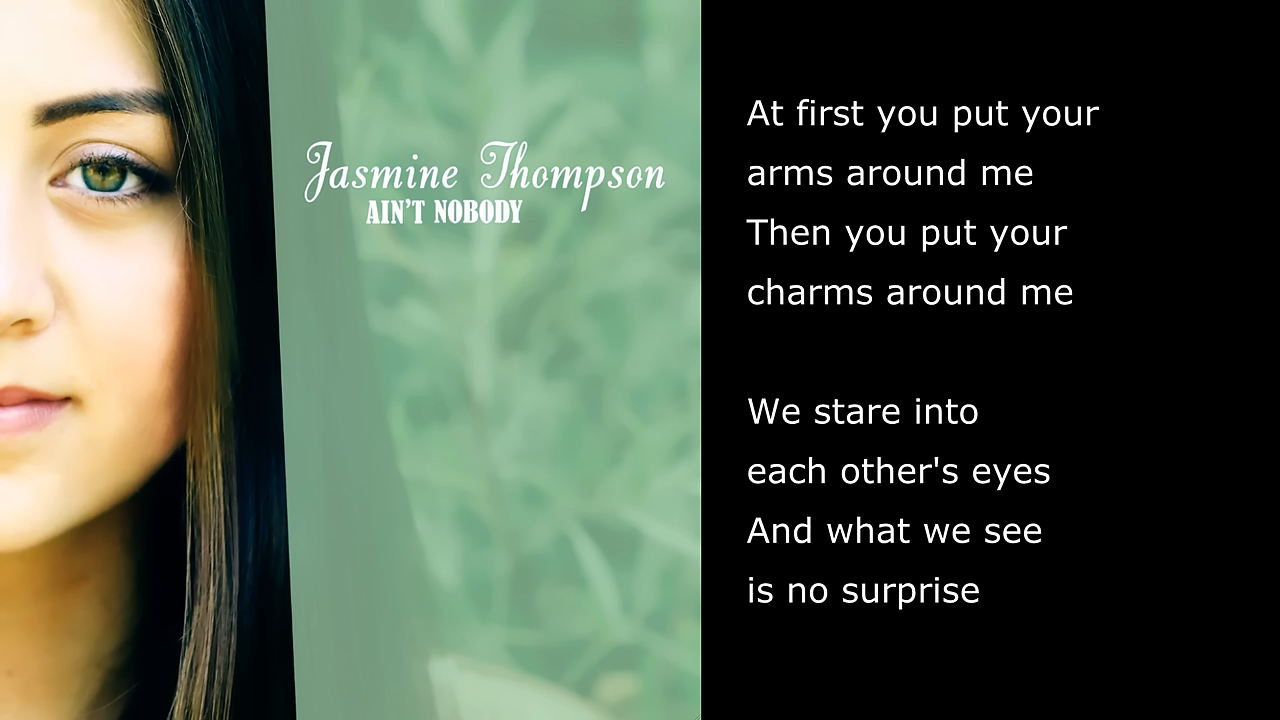 Jasmine Thompson
AIN'T NOBODY
At first you put your
arms around me
Then you put your
charms around me
We stare into
each other's eyes
And what we see
is no surprise